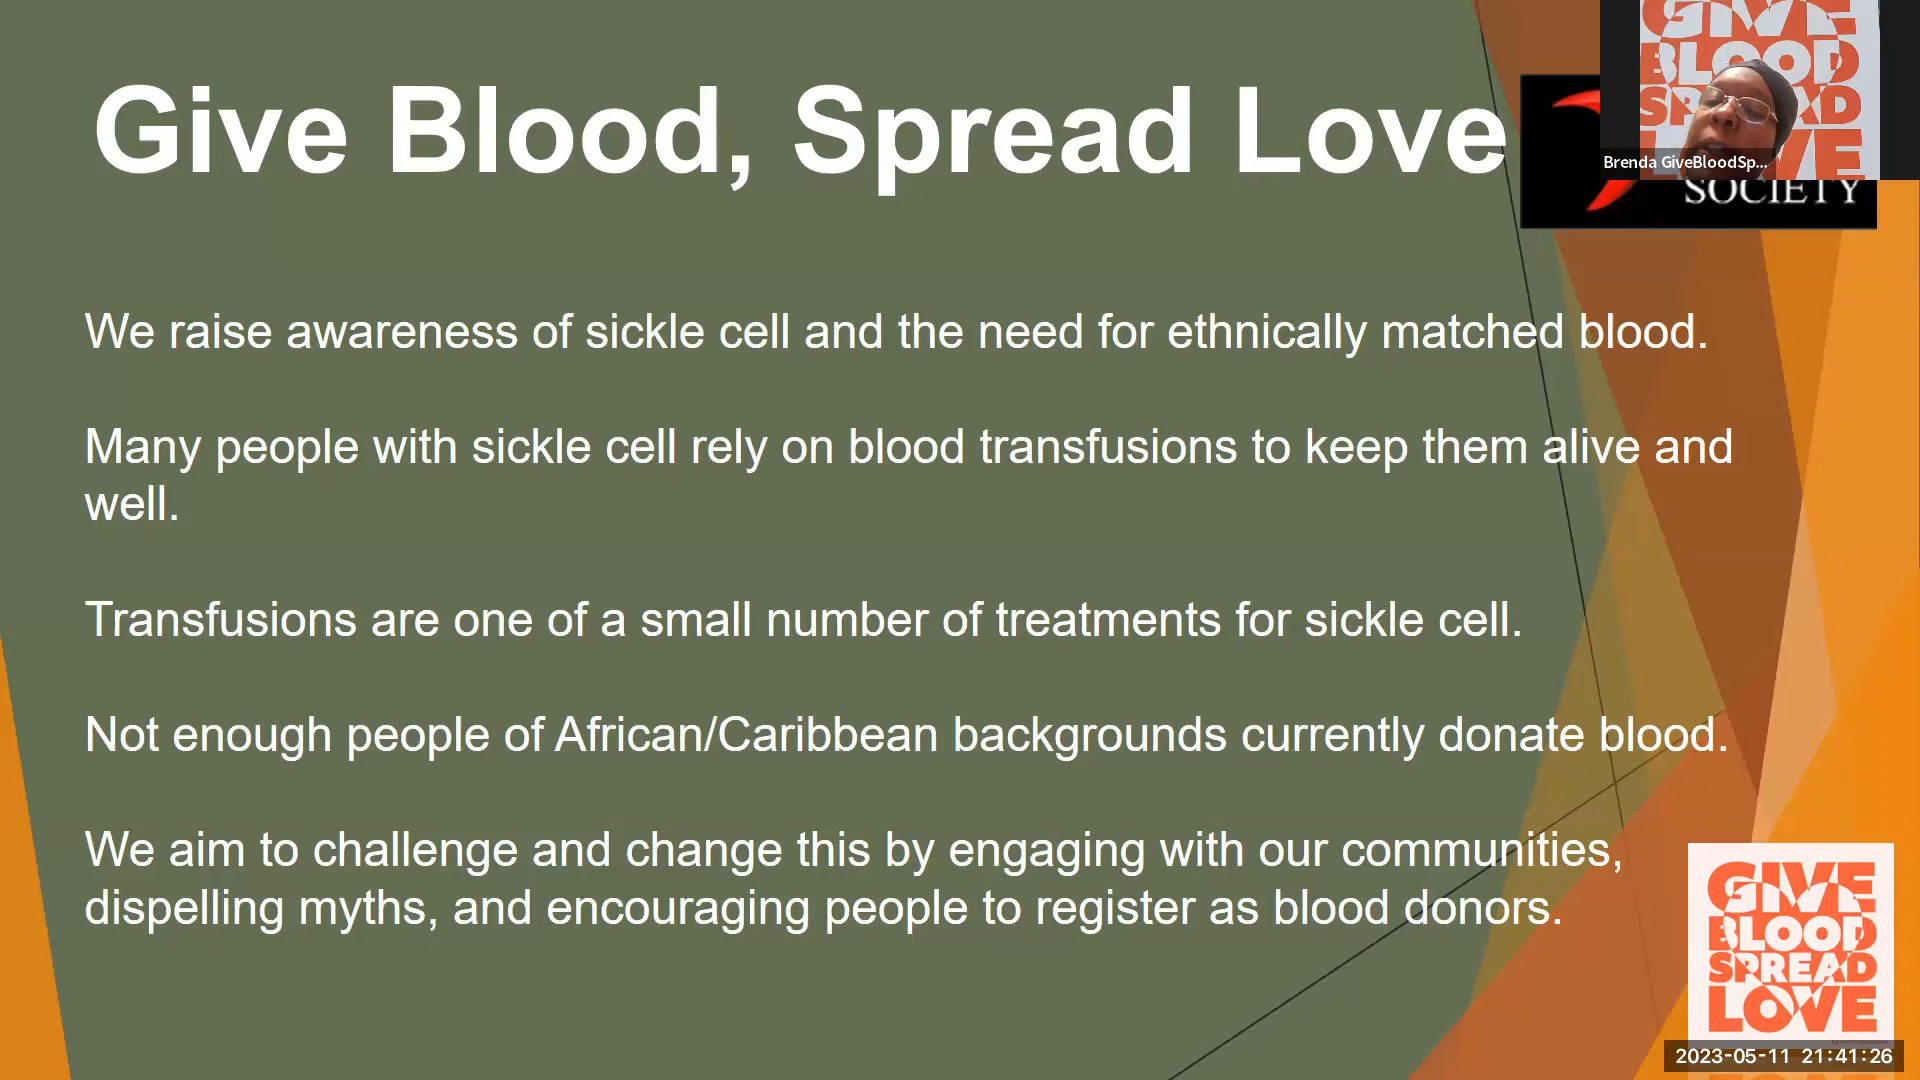 Give Blood, Spread Love
GIVE
BLOOD
LOVE
Brenda GiveBloodSp...
SOCIETY
We raise awareness of sickle cell and the need for ethnically matched blood.
Many people with sickle cell rely on blood transfusions to keep them alive and
well.
Transfusions are one of a small number of treatments for sickle cell.
Not enough people of African/Caribbean backgrounds currently donate blood.
We aim to challenge and change this by engaging with our communities,
dispelling myths, and encouraging people to register as blood donors.
GIVE
BLOOD
SPREAD
LOVE
2023-05-11 21:41:26